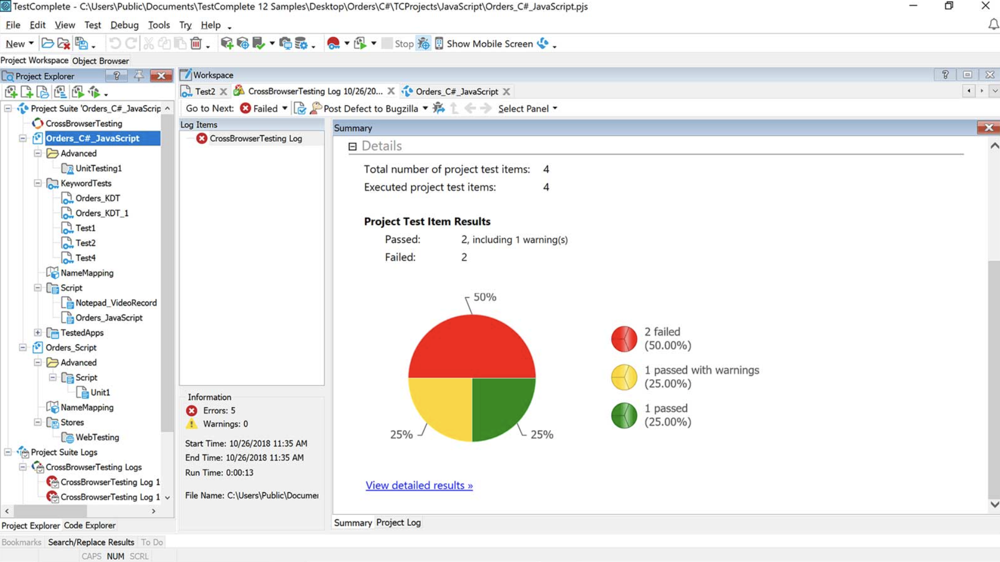 TestComplete - C:\Users\Public\Documents\TestComplete 12 Samples\Desktop\Orders\C#\TCProjects\JavaScript\Orders_C#_JavaScript.pjs
File Edit View Test Debug Tools Try Help
New Stop Show Mobile Screen
Project Workspace Object Browser
Project Explorer
Project Suite 'Orders_C#_JavaScrip
CrossBrowserTesting
Orders_C#_JavaScript
Advanced
UnitTesting1
KeywordTests
Orders_KDT
Orders_KDT_1
Test1
Test2
Test4
NameMapping
Script
Notepad_VideoRecord
Orders_JavaScript
TestedApps
Orders_Script
Advanced
Script
Unit1
NameMapping
Stores
WebTesting
Project Suite Logs
CrossBrowserTesting Logs
CrossBrowserTesting Log 1
CrossBrowserTesting Log 1
Project Explorer Code Explorer
Workspace
Test2 CrossBrowserTesting Log 10/26/20... Orders_C#_JavaScript
Go to Next: Failed Post Defect to Bugzilla Select Panel
Log Items
CrossBrowserTesting Log
Information
Errors: 5
Warnings: 0
Start Time: 10/26/2018 11:35 AM
End Time: 10/26/2018 11:35 AM
Run Time: 0:00:13
File Name: C:\Users\Public\Documer
Summary
Details
Total number of project test items: 4
Executed project test items: 4
Project Test Item Results
Passed: 2, including 1 warning(s)
Failed: 2
50%
25%
25%
2 failed
(50.00%)
1 passed with warnings
(25.00%)
1 passed
(25.00%)
View detailed results »
Summary Project Log
Bookmarks Search/Replace Results To Do
CAPS NUM SCRL